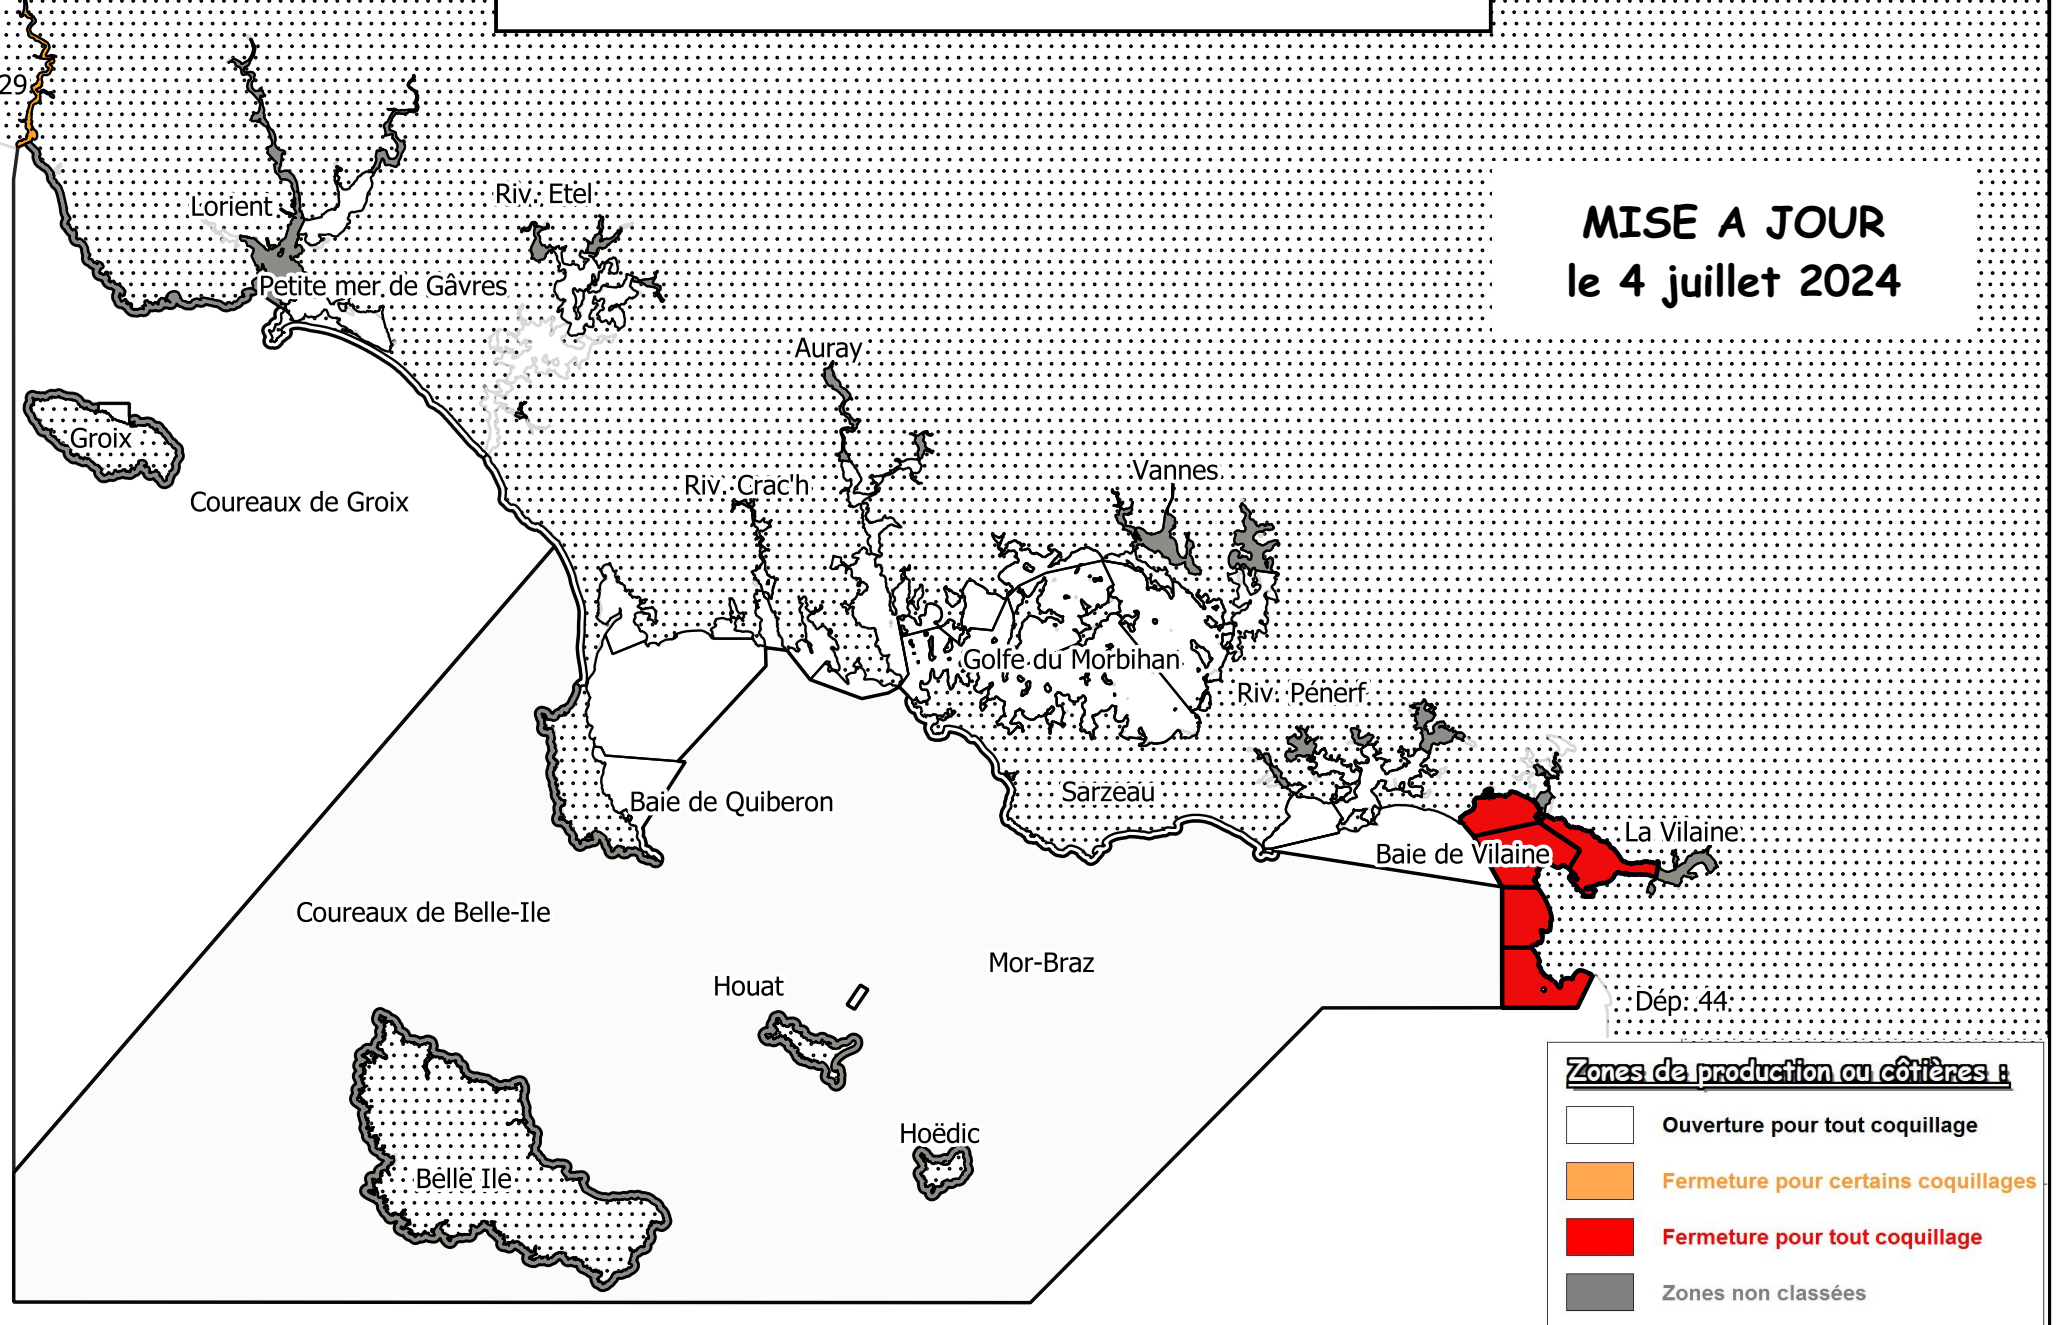 29
Lorient
Riv. Etel
MISE A JOUR
le 4 juillet 2024
Petite mer de Gâvres
Auray
Groix
Vannes
Riv. Crac'h
Coureaux de Groix
Golfe du Morbihan
Riv. Pénerf
Sarzeau
Baie de Quiberon
La Vilaine
Baie de Vilaine
Coureaux de Belle-Ile
Mor-Braz
Houat
Dép. 44
Hoëdic
Belle Ile
Zones de production ou côtières :
Ouverture pour tout coquillage
Fermeture pour certains coquillages
Fermeture pour tout coquillage
Zones non classées